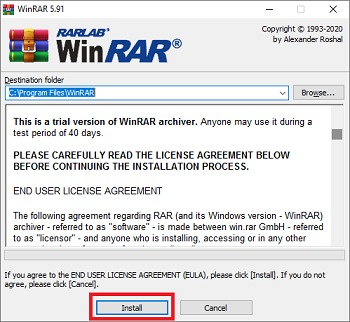 WinRAR 5.91
RARLAB®
WinRAR®
Copyright © 1993-2020
by Alexander Roshal
Destination folder
C:\Program Files\WinRAR
Browse...
This is a trial version of WinRAR archiver. Anyone may use it during a
test period of 40 days.
PLEASE CAREFULLY READ THE LICENSE AGREEMENT BELOW
BEFORE CONTINUING THE INSTALLATION PROCESS.
END USER LICENSE AGREEMENT
The following agreement regarding RAR (and its Windows version - WinRAR)
archiver - referred to as "software" - is made between win.rar GmbH - referred
to as "licensor" - and anyone who is installing, accessing or in any other
If you agree to the END USER LICENSE AGREEMENT (EULA), please click [Install]. If you do not
agree, please click [Cancel].
Install
Cancel